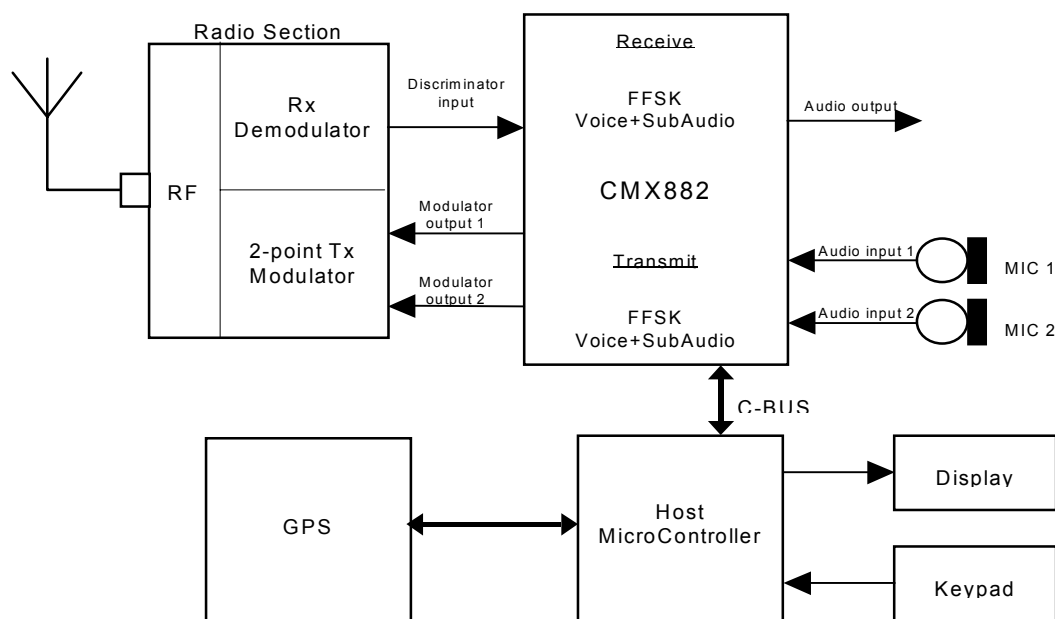 Radio Section
RF
Rx
Demodulator
2-point Tx
Modulator
Discriminator
input
Modulator
output 1
Modulator
output 2
Receive
FFSK
Voice+SubAudio
CMX882
Transmit
FFSK
Voice+SubAudio
Audio output
Audio input 1
MIC 1
Audio input 2
MIC 2
C-BUS
GPS
Host
MicroController
Display
Keypad